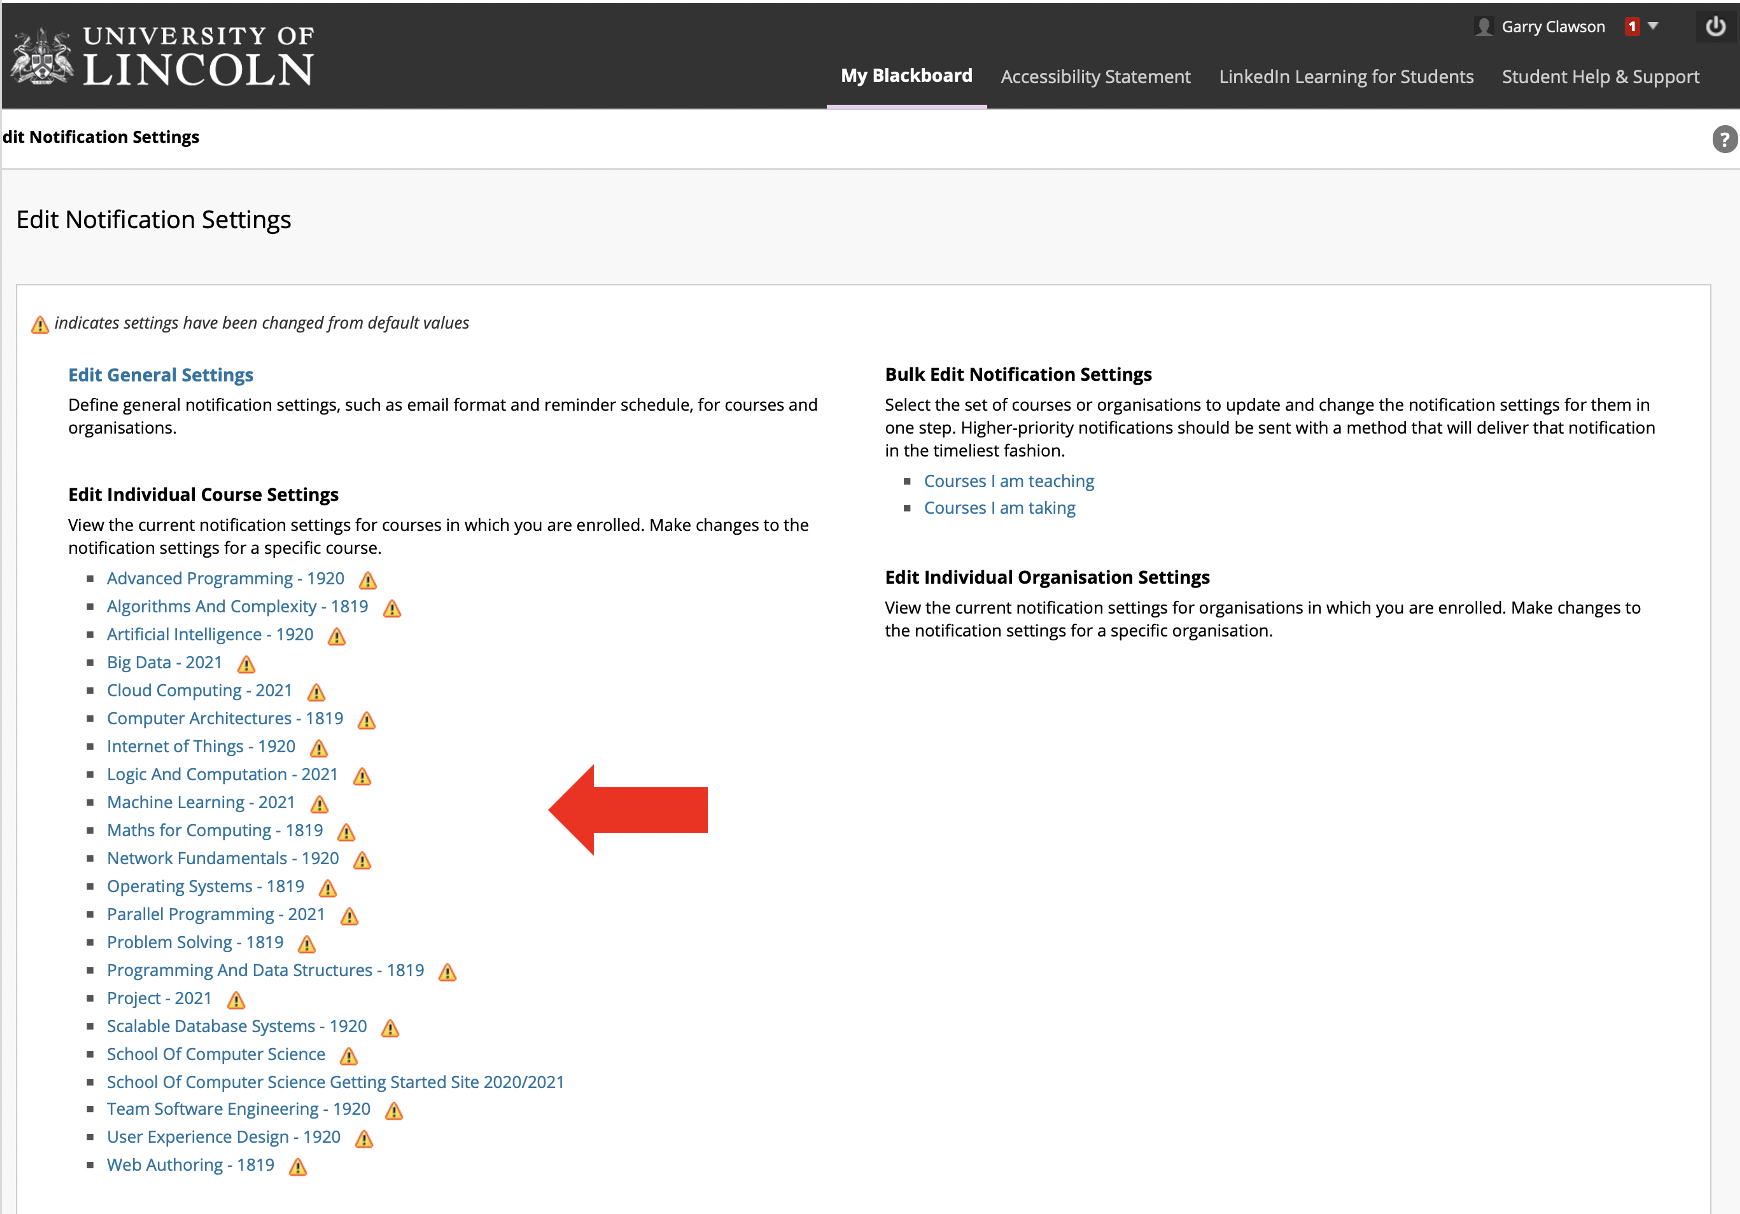 UNIVERSITY OF
LINCOLN
Garry Clawson 1
My Blackboard Accessibility Statement LinkedIn Learning for Students Student Help & Support
dit Notification Settings
?
Edit Notification Settings
indicates settings have been changed from default values
Edit General Settings
Define general notification settings, such as email format and reminder schedule, for courses and
organisations.
Edit Individual Course Settings
View the current notification settings for courses in which you are enrolled. Make changes to the
notification settings for a specific course.
Advanced Programming - 1920
Algorithms And Complexity - 1819
Artificial Intelligence - 1920
Big Data - 2021
Cloud Computing - 2021
Computer Architectures - 1819
Internet of Things - 1920
Logic And Computation - 2021
Machine Learning - 2021
Maths for Computing - 1819
Network Fundamentals - 1920
Operating Systems - 1819
Parallel Programming - 2021
Problem Solving - 1819
Programming And Data Structures - 1819
Project - 2021
Scalable Database Systems - 1920
School Of Computer Science
School Of Computer Science Getting Started Site 2020/2021
Team Software Engineering - 1920
User Experience Design - 1920
Web Authoring - 1819
Bulk Edit Notification Settings
Select the set of courses or organisations to update and change the notification settings for them in
one step. Higher-priority notifications should be sent with a method that will deliver that notification
in the timeliest fashion.
Courses I am teaching
Courses I am taking
Edit Individual Organisation Settings
View the current notification settings for organisations in which you are enrolled. Make changes to
the notification settings for a specific organisation.